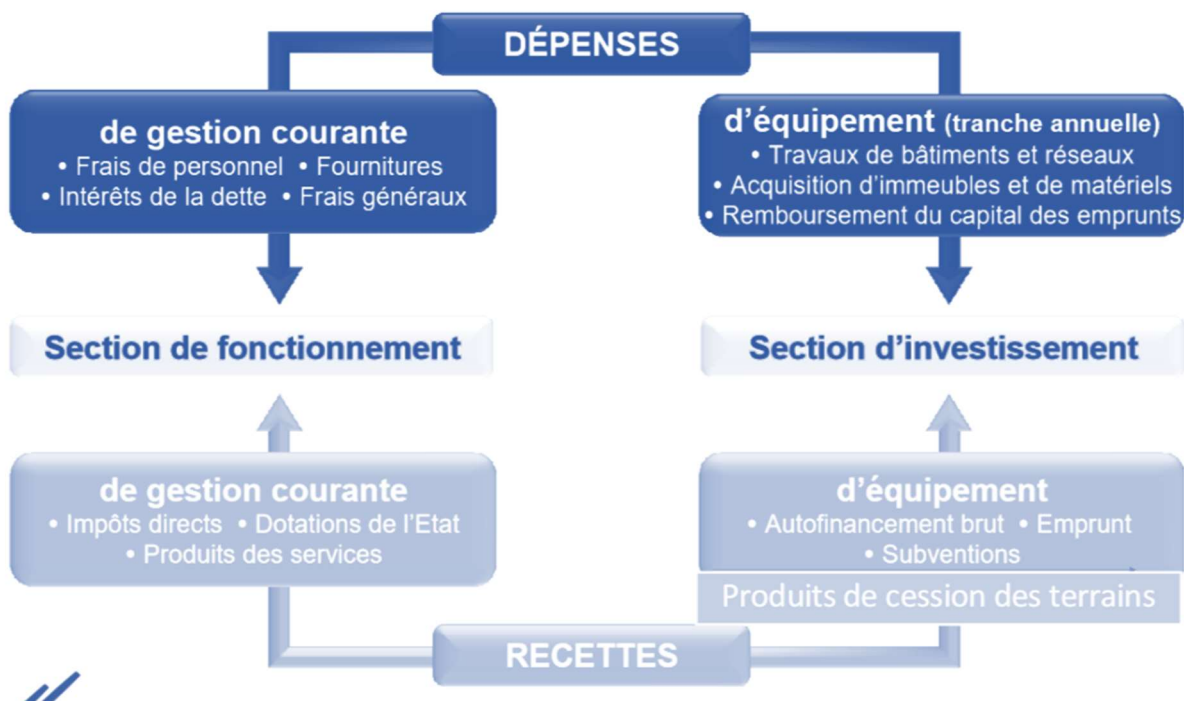 DÉPENSES
de gestion courante
• Frais de personnel • Fournitures
• Intérêts de la dette • Frais généraux
d’équipement (tranche annuelle)
• Travaux de bâtiments et réseaux
• Acquisition d’immeubles et de matériels
• Remboursement du capital des emprunts
Section de fonctionnement
Section d’investissement
de gestion courante
• Impôts directs • Dotations de l’Etat
• Produits des services
d’équipement
• Autofinancement brut • Emprunt
• Subventions
Produits de cession des terrains
RECETTES